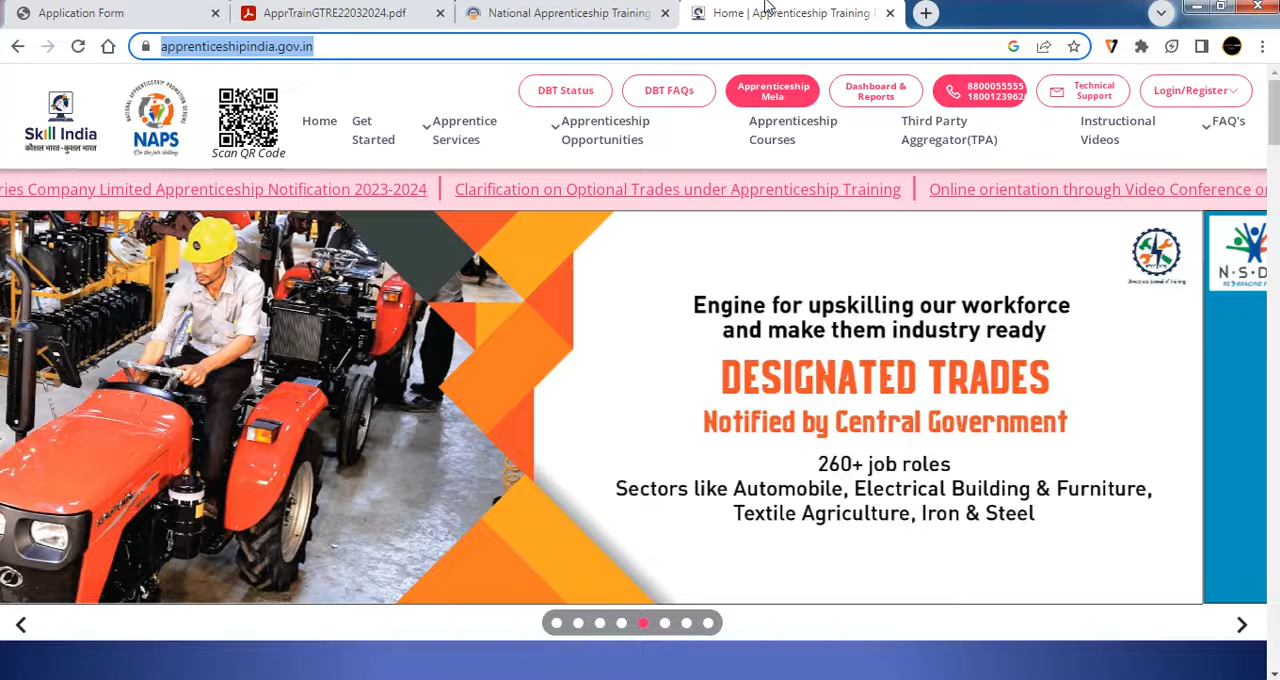 Application Form
ApprTrainGTRE22032024.pdf
National Apprenticeship Training
Home | Apprenticeship Training
apprenticeshipindia.gov.in
DBT Status
DBT FAQs
Apprenticeship Mela
Dashboard & Reports
8800055555
1800123962
Technical Support
Login/Register
Skill India
कौशल भारत-कुशल भारत
NAPS
On the job skilling
Scan QR Code
Home
Get Started
Apprentice Services
Apprenticeship Opportunities
Apprenticeship Courses
Third Party Aggregator(TPA)
Instructional Videos
FAQ's
ries Company Limited Apprenticeship Notification 2023-2024
Clarification on Optional Trades under Apprenticeship Training
Online orientation through Video Conference
Engine for upskilling our workforce
and make them industry ready
DESIGNATED TRADES
Notified by Central Government
260+ job roles
Sectors like Automobile, Electrical Building & Furniture,
Textile Agriculture, Iron & Steel